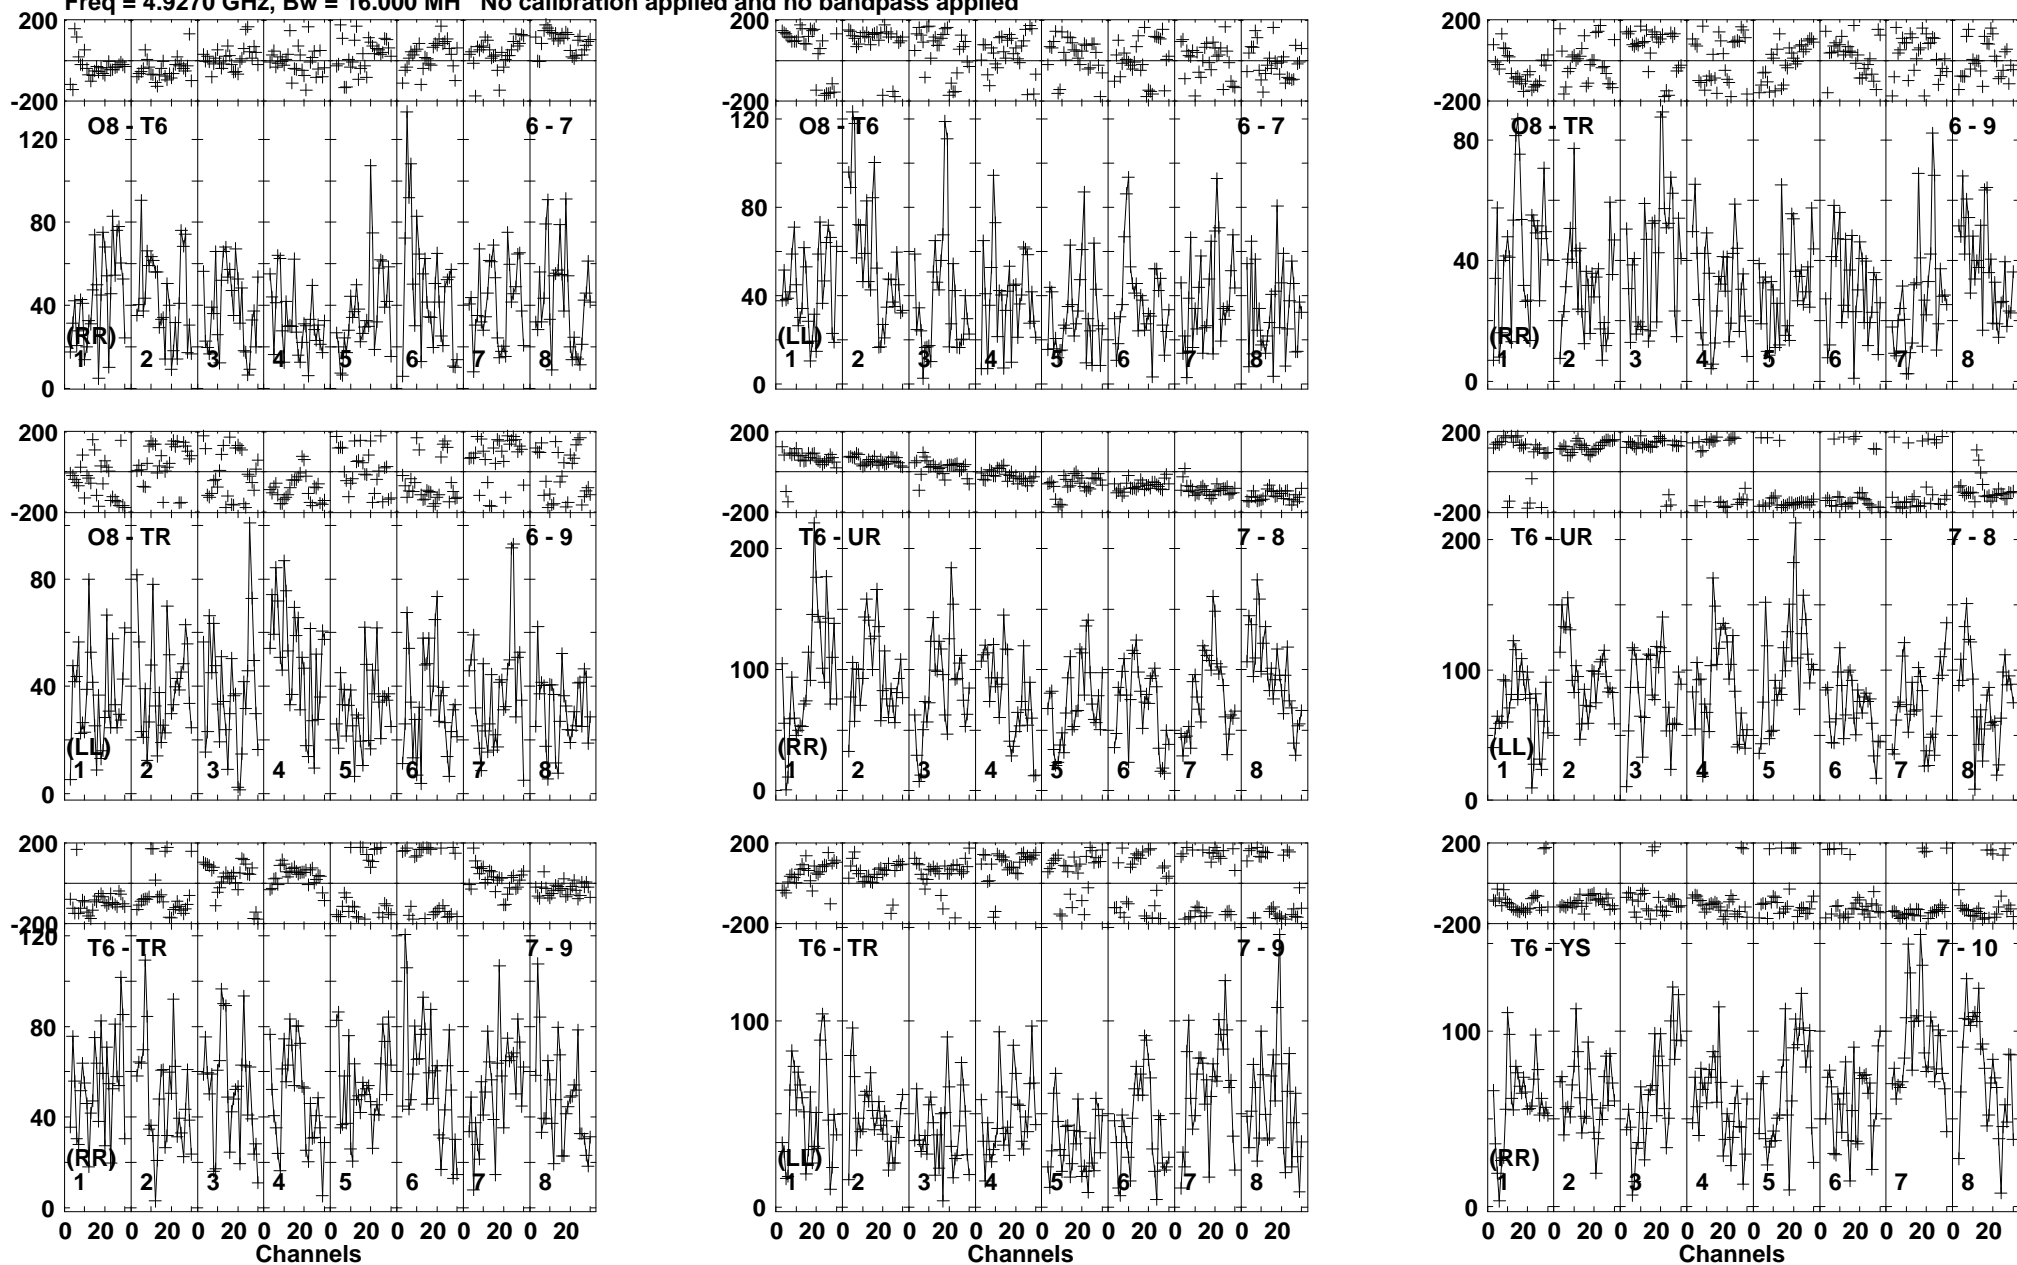 Freq = 4.9270 GHz, Bw = 16.000 MH No calibration applied and no bandpass applied
200 200 200
-200 -200 -200
O8 - T6 6 - 7 O8 - T6 6 - 7 O8 - TR 6 - 9
120 120 80
80 80 40
40 40
(RR) (LL) (RR)
1 2 3 4 5 6 7 8 1 2 3 4 5 6 7 8 1 2 3 4 5 6 7 8
0 0 0
200 200 200
-200 -200 -200
O8 - TR 6 - 9 T6 - UR 7 - 8 T6 - UR 7 - 8
80 200 200
40 100 100
(LL) (RR) (LL)
1 2 3 4 5 6 7 8 1 2 3 4 5 6 7 8 1 2 3 4 5 6 7 8
0 0 0
200 200 200
-200 -200 -200
120
T6 - TR 7 - 9 T6 - TR 7 - 9 T6 - YS 7 - 10
80 100 100
40
(RR) (LL) (RR)
1 2 3 4 5 6 7 8 1 2 3 4 5 6 7 8 1 2 3 4 5 6 7 8
0 0 0
0 20 0 20 0 20 0 20 0 20 0 20 0 20 0 20 0 20 0 20 0 20 0 20 0 20 0 20 0 20 0 20 0 20 0 20 0 20 0 20 0 20 0 20 0 20 0 20
Channels Channels Channels